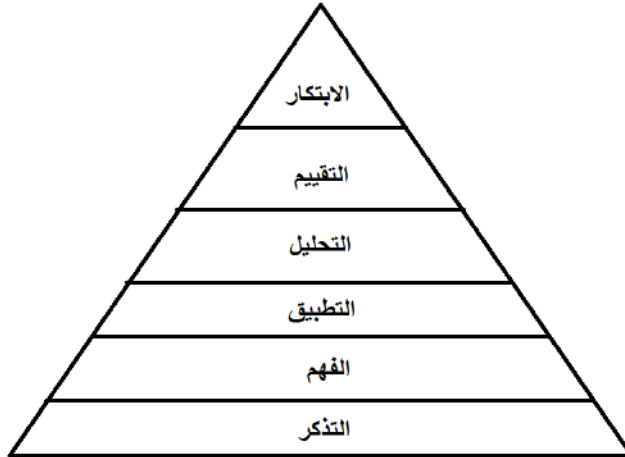 الابتكار
التقييم
التحليل
التطبيق
الفهم
التذكر